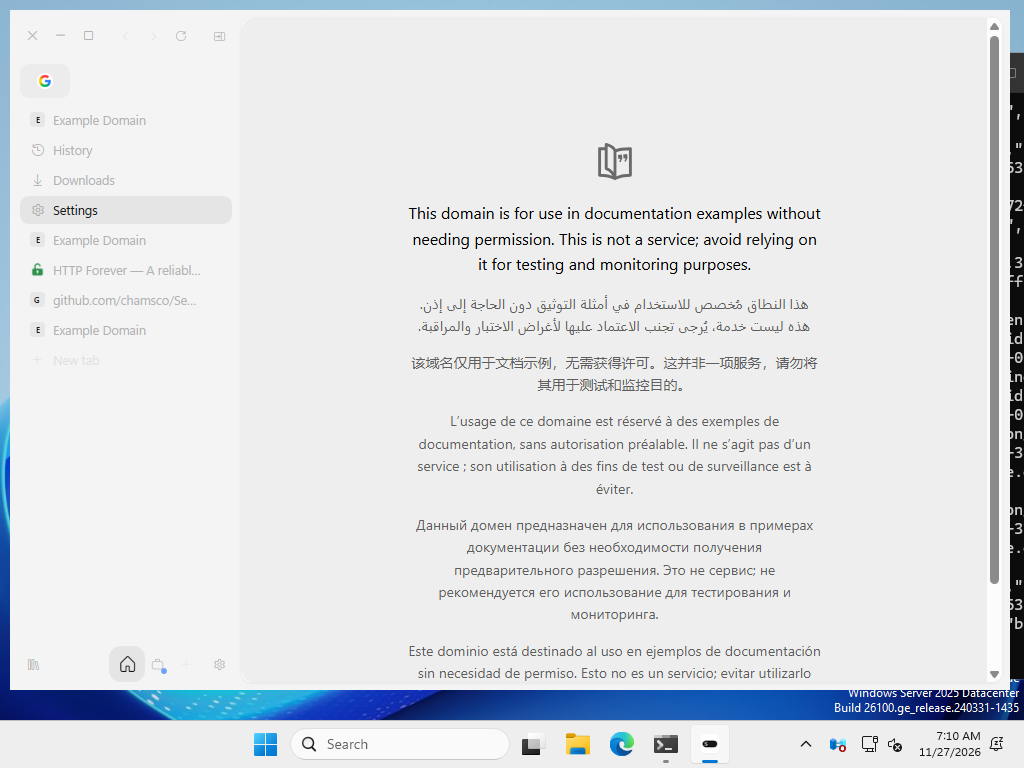 Example Domain
History
Downloads
Settings
Example Domain
HTTP Forever — A reliabl...
github.com/chamsco/Se...
Example Domain
New tab
This domain is for use in documentation examples without
needing permission. This is not a service; avoid relying on
it for testing and monitoring purposes.
هذا النطاق مُخصص للاستخدام في أمثلة التوثيق دون الحاجة إلى إذن.
هذه ليست خدمة، يُرجى تجنب الاعتماد عليها لأغراض الاختبار والمراقبة.
该域名仅用于文档示例，无需获得许可。这并非一项服务，请勿将
其用于测试和监控目的。
L’usage de ce domaine est réservé à des exemples de
documentation, sans autorisation préalable. Il ne s’agit pas d’un
service ; son utilisation à des fins de test ou de surveillance est à
éviter.
Данный домен предназначен для использования в примерах
документации без необходимости получения
предварительного разрешения. Это не сервис; не
рекомендуется его использование для тестирования и
мониторинга.
Este dominio está destinado al uso en ejemplos de documentación
sin necesidad de permiso. Esto no es un servicio; evitar utilizarlo
Windows Server 2025 Datacenter
Build 26100.ge_release.240331-1435
Search
7:10 AM
11/27/2026